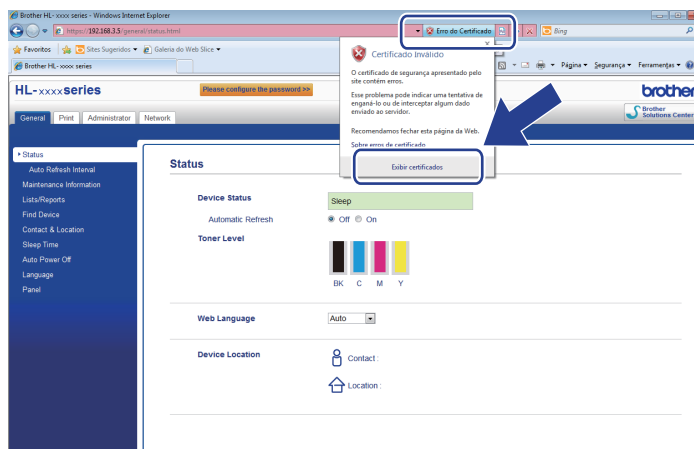 Brother HL- xxxx series - Windows Internet Explorer
https://192.168.3.5/general/status.html
Erro do Certificado
Bing
Favoritos
Sites Sugeridos
Galeria do Web Slice
Brother HL- xxxx series
Página
Segurança
Ferramentas
Certificado Inválido
O certificado de segurança apresentado pelo
site contém erros.
Esse problema pode indicar uma tentativa de
enganá-lo ou de interceptar algum dado
enviado ao servidor.
Recomendamos fechar esta página da Web.
Sobre erros de certificado
Exibir certificados
HL-xxxxseries
Please configure the password >>
brother
General
Print
Administrator
Network
Brother
Solutions Center
Status
Auto Refresh Interval
Maintenance Information
Lists/Reports
Find Device
Contact & Location
Sleep Time
Auto Power Off
Language
Panel
Status
Device Status
Sleep
Automatic Refresh
Off
On
Toner Level
BK C M Y
Web Language
Auto
Device Location
Contact :
Location :